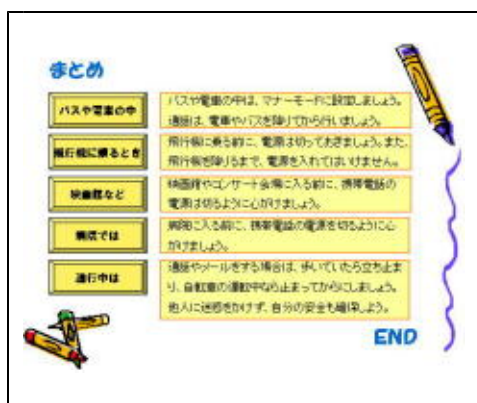 まとめ
バスや電車の中
バスや電車の中は、マナーモードに設定しましょう。
通話は、電車やバスを降りてから行いましょう。
飛行機に乗るとき
飛行機に乗る前に、電源は切っておきましょう。また、
飛行機を降りるまで、電源を入れてはいけません。
映画館など
映画館やコンサート会場に入る前に、携帯電話の
電源は切るように心がけましょう。
病院では
病院に入る前に、携帯電話の電源を切るように心
がけましょう。
通行中は
通話やメールをする場合は、歩いていたら立ち止ま
り、自転車の運転中なら止まってからにしましょう。
他人に迷惑をかけず、自分の安全も確保しよう。
END